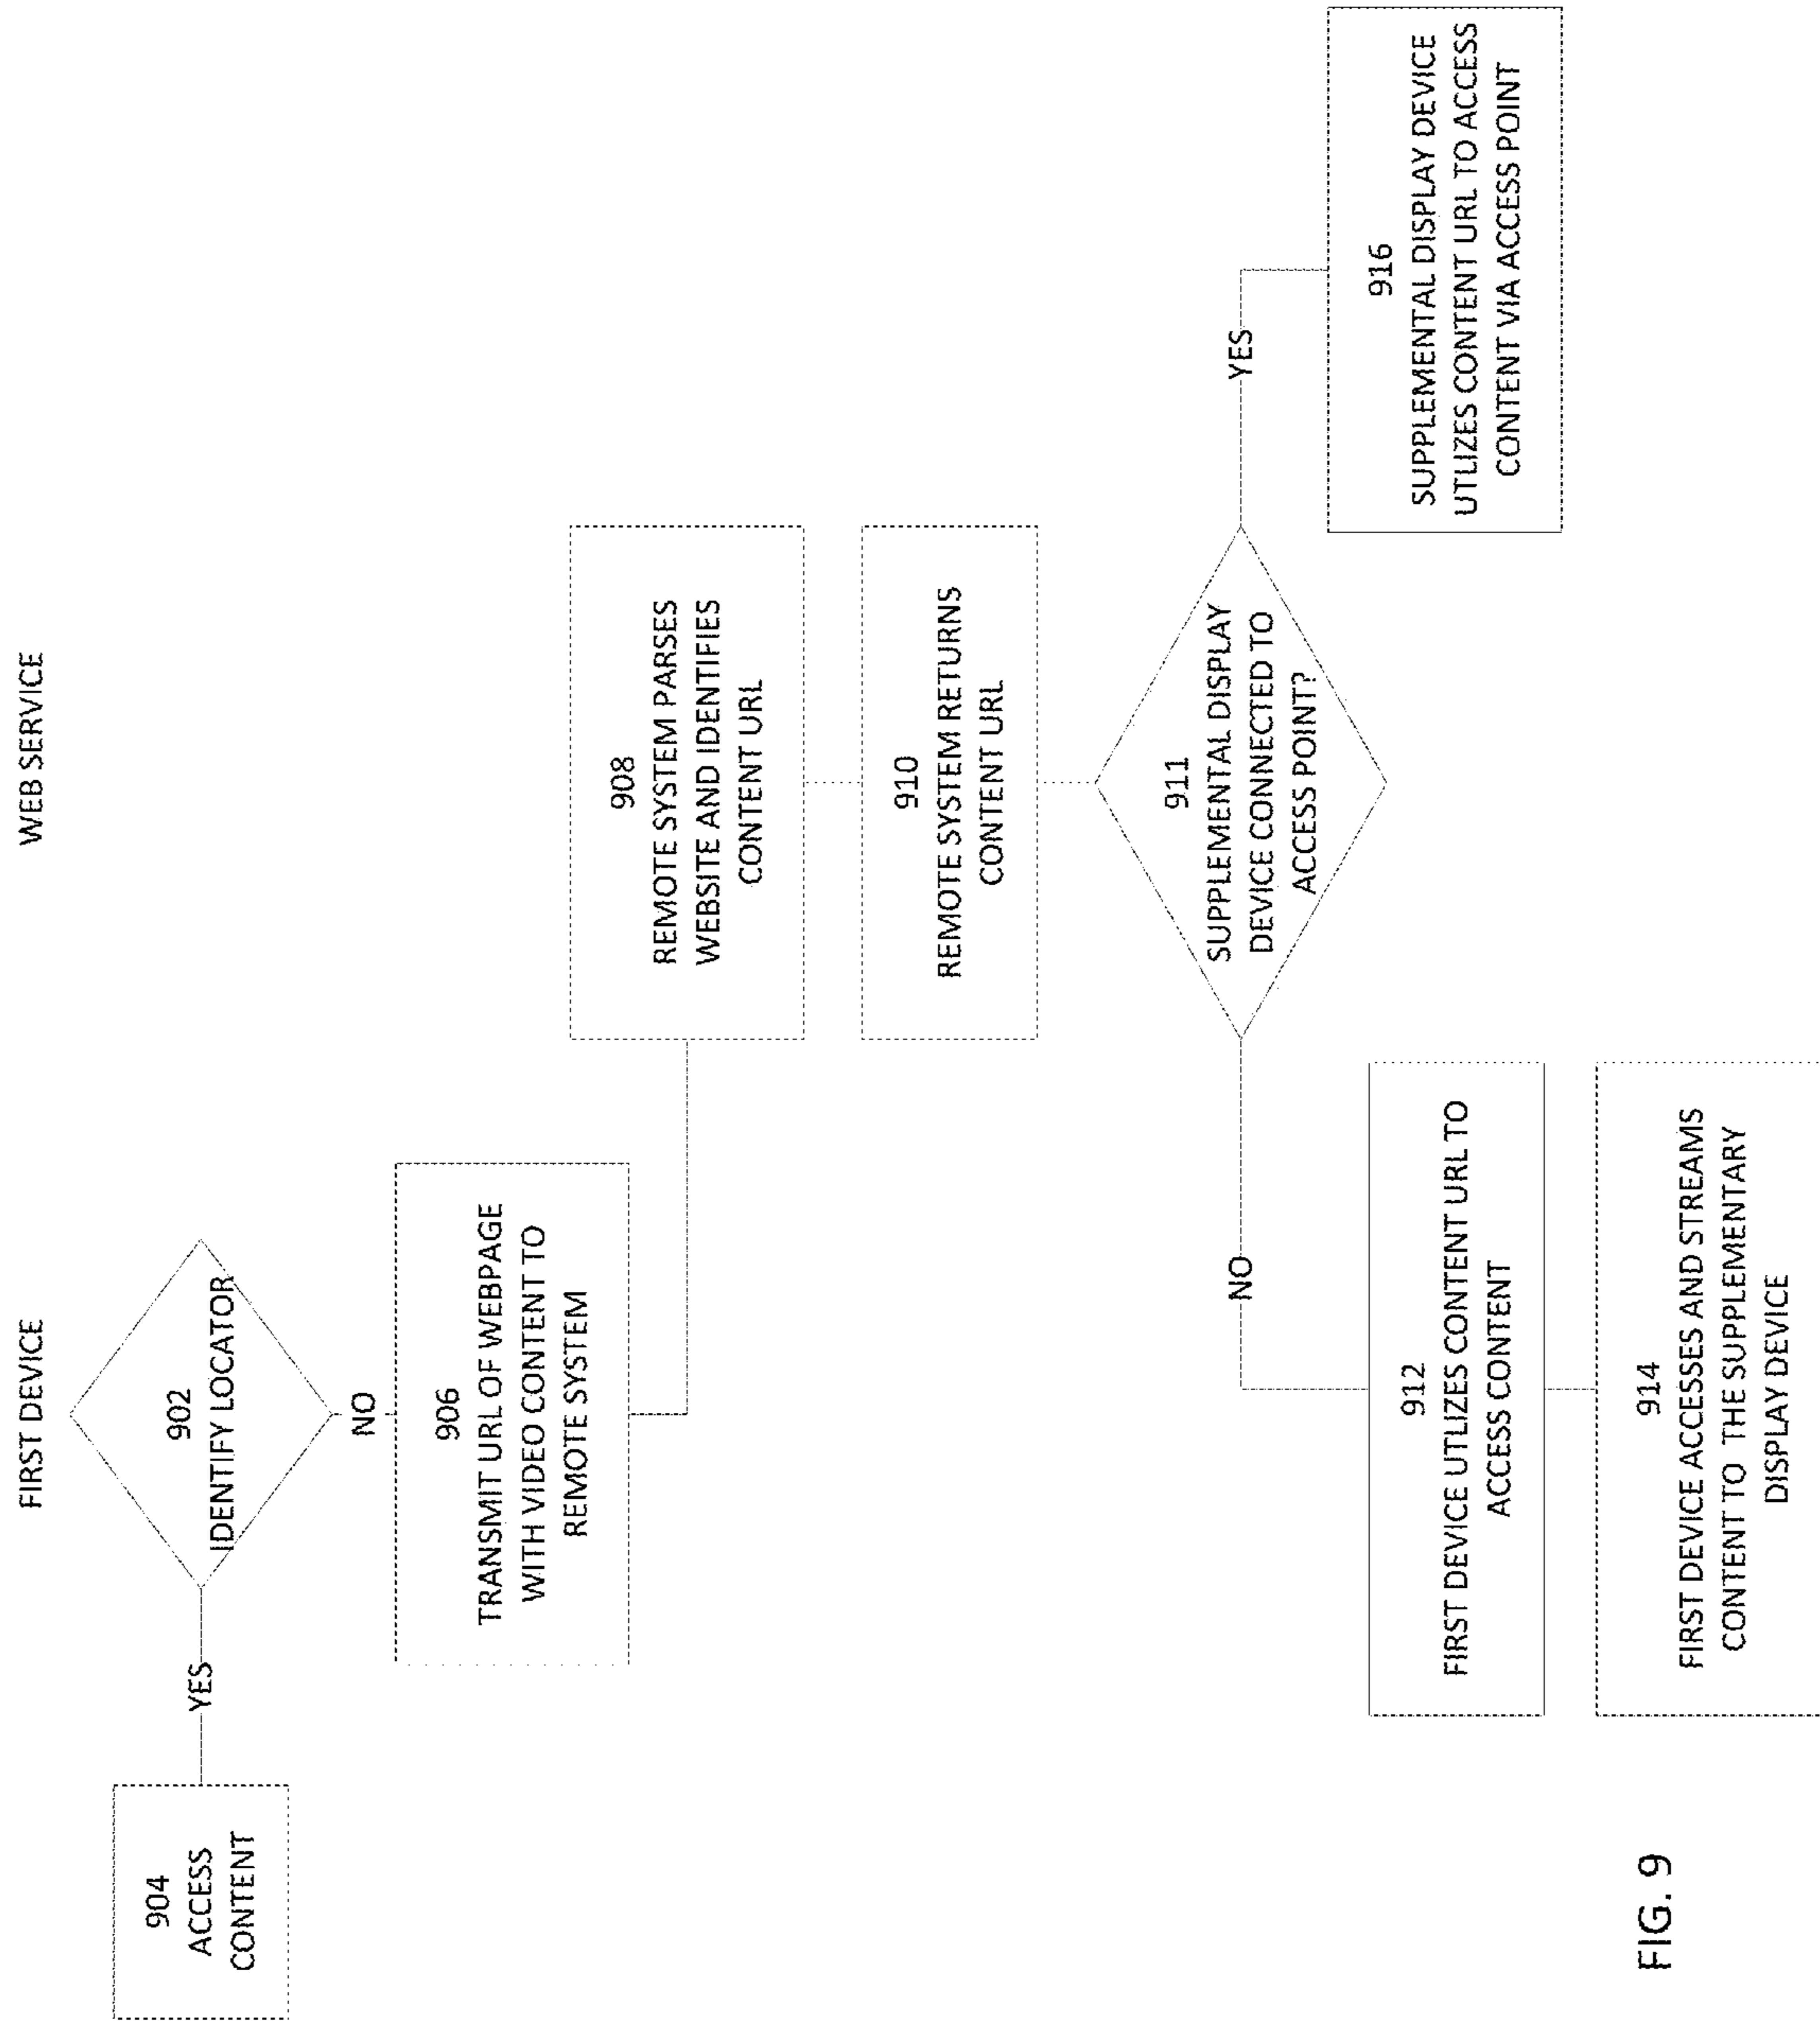 FIRST DEVICE
WEB SERVICE
904
ACCESS
CONTENT
YES
902
IDENTIFY LOCATOR
NO
906
TRANSMIT URL OF WEBPAGE
WITH VIDEO CONTENT TO
REMOTE SYSTEM
908
REMOTE SYSTEM PARSES
WEBSITE AND IDENTIFIES
CONTENT URL
910
REMOTE SYSTEM RETURNS
CONTENT URL
911
SUPPLEMENTAL DISPLAY
DEVICE CONNECTED TO
ACCESS POINT?
NO
YES
912
FIRST DEVICE UTLIZES CONTENT URL TO
ACCESS CONTENT
914
FIRST DEVICE ACCESSES AND STREAMS
CONTENT TO THE SUPPLEMENTARY
DISPLAY DEVICE
916
SUPPLEMENTAL DISPLAY DEVICE
UTLIZES CONTENT URL TO ACCESS
CONTENT VIA ACCESS POINT
FIG. 9